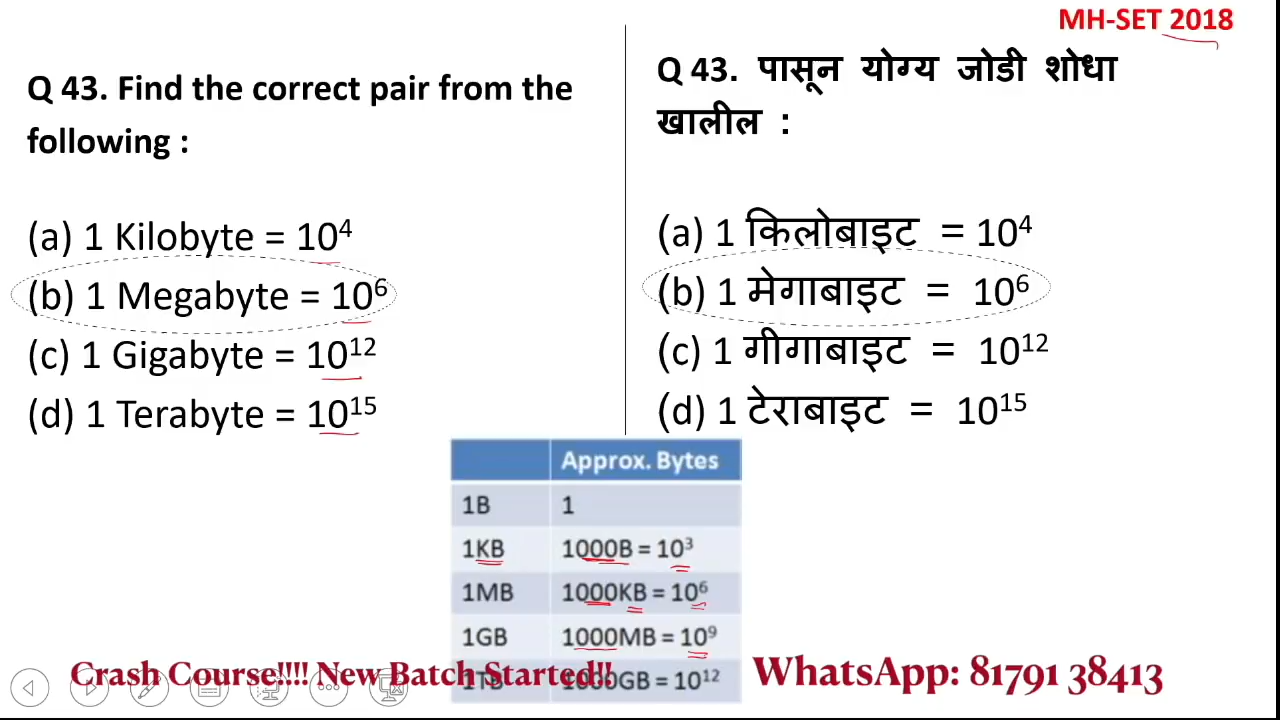 MH-SET 2018
Q 43. Find the correct pair from the
following :
(a) 1 Kilobyte = 10⁴
(b) 1 Megabyte = 10⁶
(c) 1 Gigabyte = 10¹²
(d) 1 Terabyte = 10¹⁵
Q 43. पासून योग्य जोडी शोधा
खालील :
(a) 1 किलोबाइट = 10⁴
(b) 1 मेगाबाइट = 10⁶
(c) 1 गीगाबाइट = 10¹²
(d) 1 टेराबाइट = 10¹⁵
Approx. Bytes
1B 1
1KB 1000B = 10³
1MB 1000KB = 10⁶
1GB 1000MB = 10⁹
1TB 1000GB = 10¹²
Crash Course!!!! New Batch Started!!
WhatsApp: 81791 38413